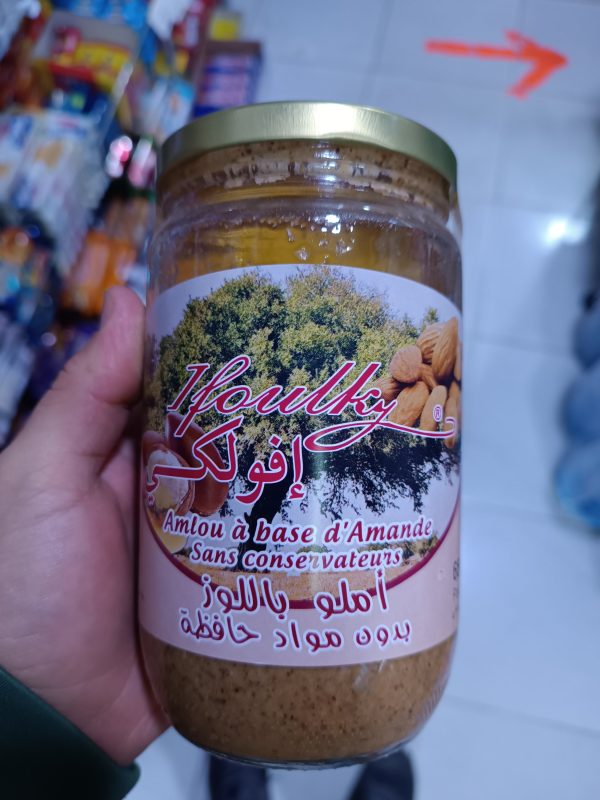 Ifoulky ®
إفولكي
Amlou à base d'Amande
Sans conservateurs
أملو باللوز
بدون مواد حافظة